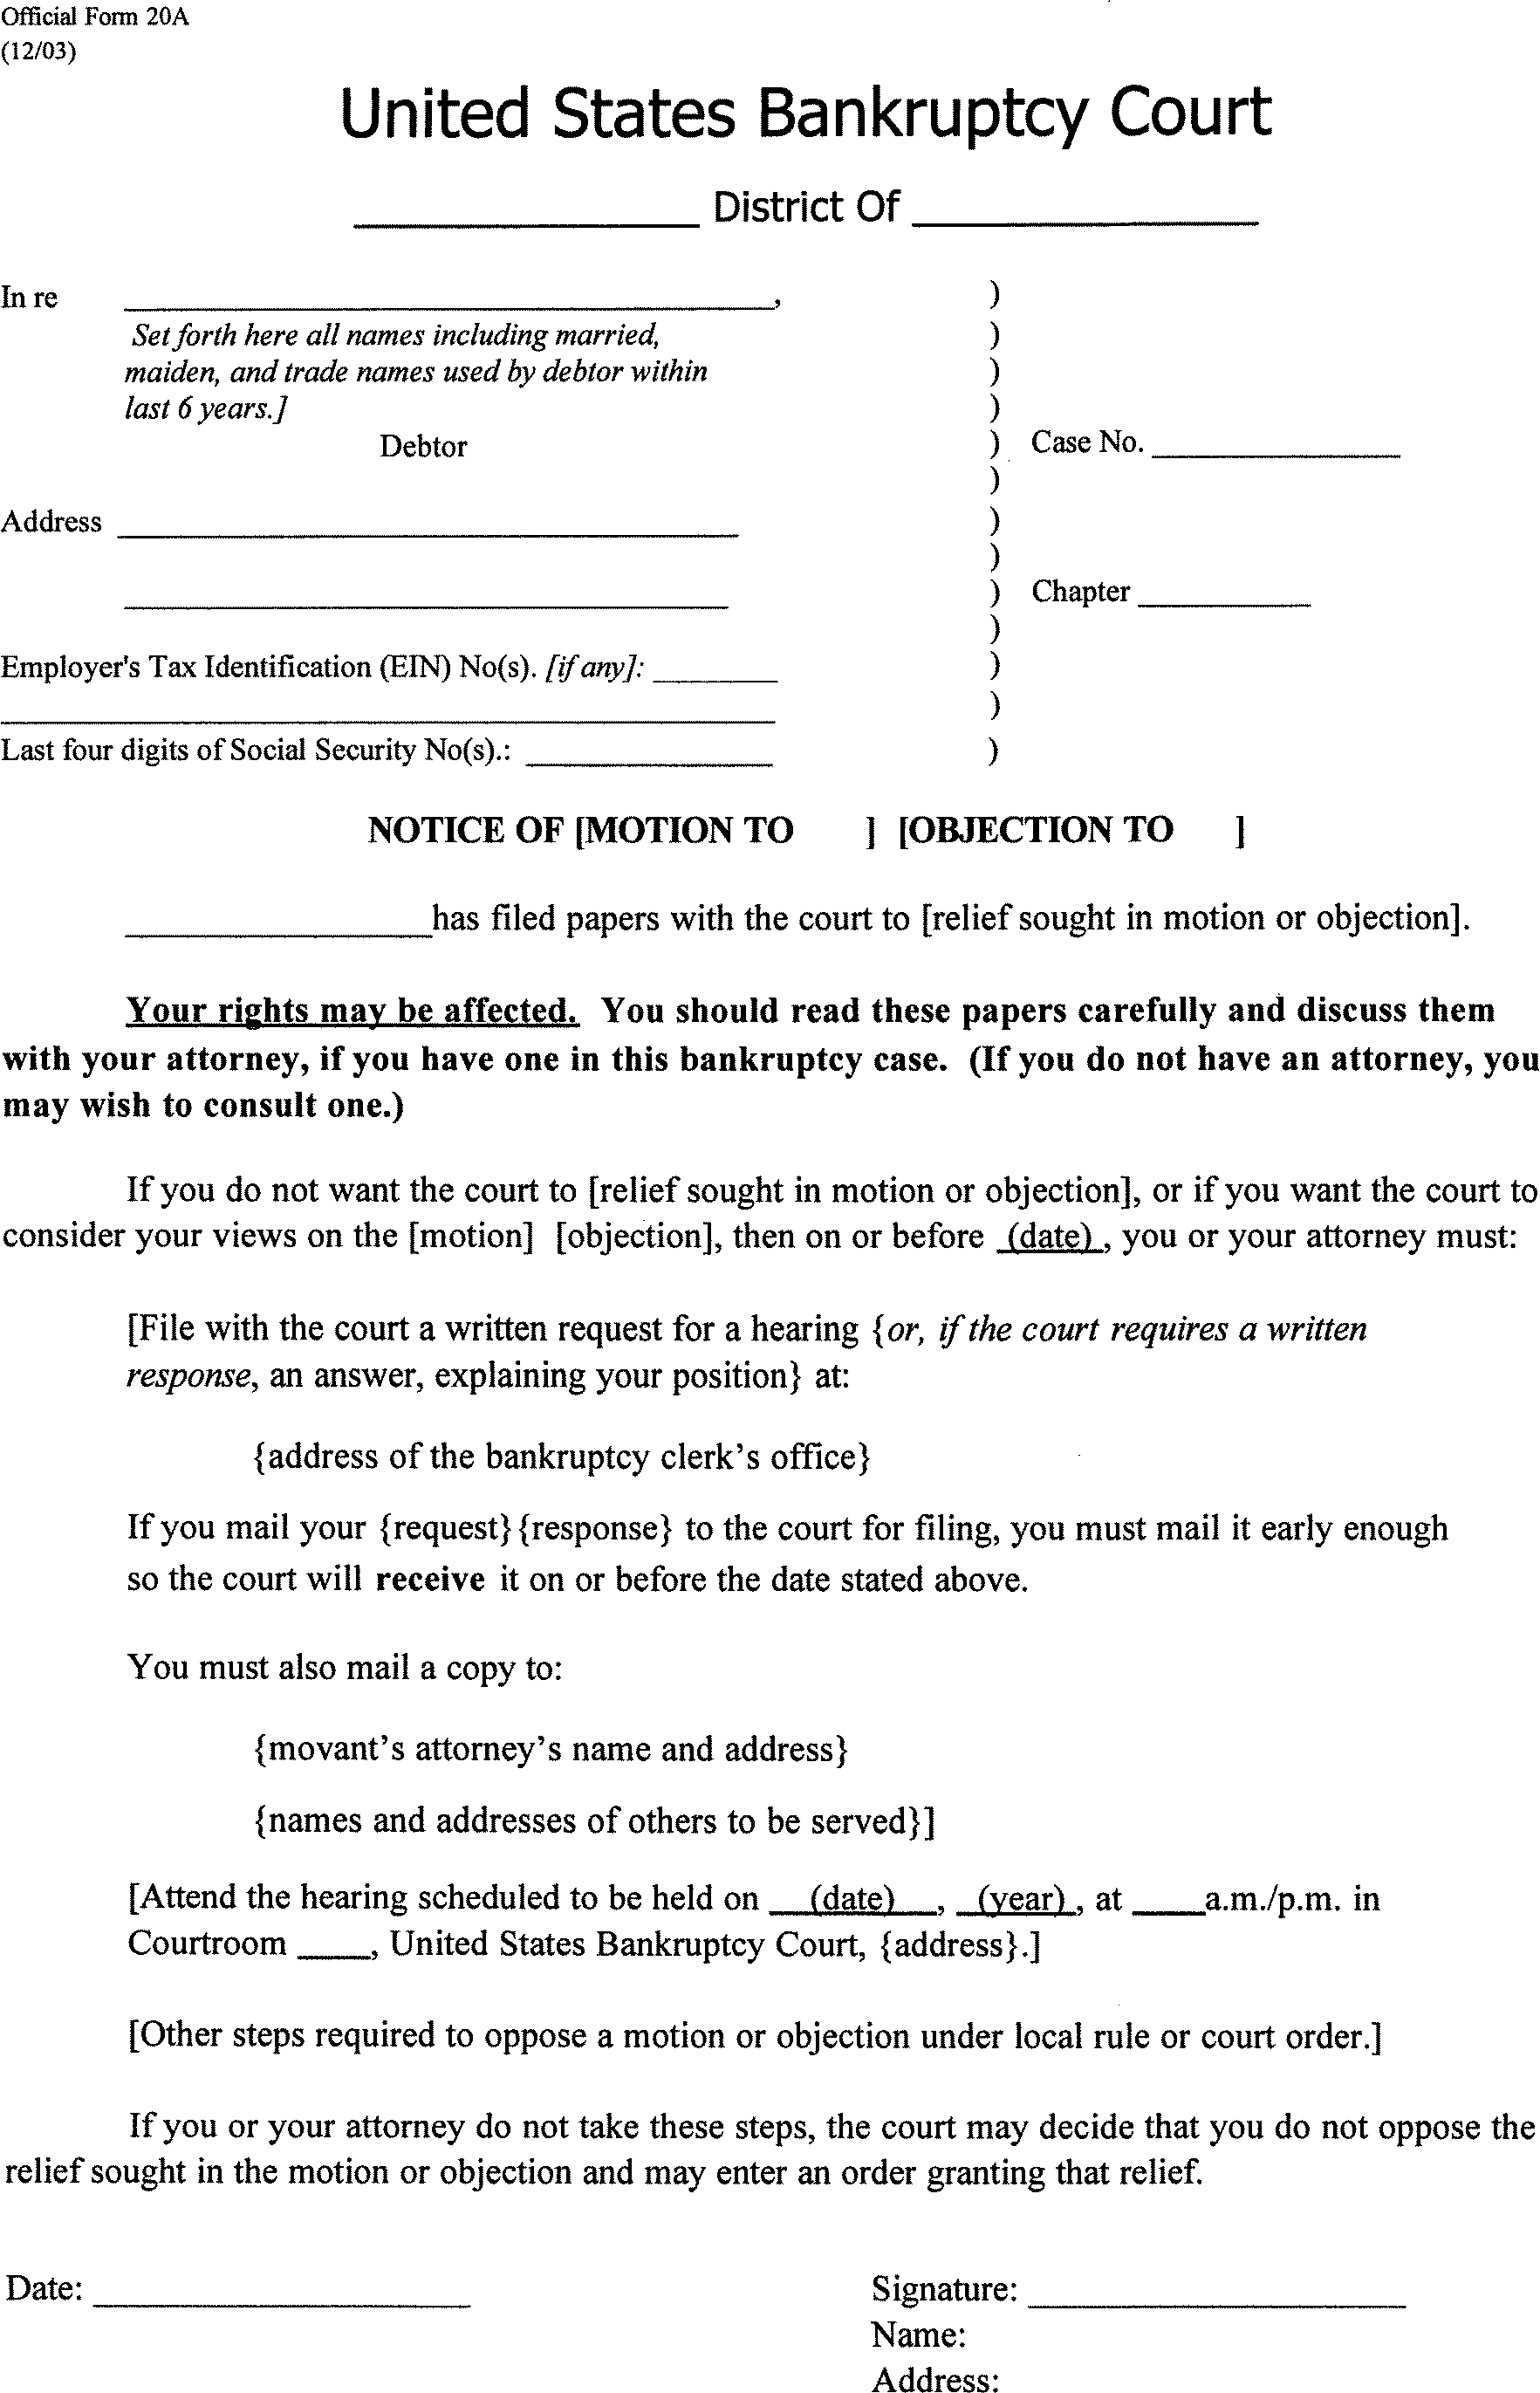 Official Form 20A
(12/03)
United States Bankruptcy Court
_______________ District Of _______________
In re ______________________________, )
Set forth here all names including married, )
maiden, and trade names used by debtor within )
last 6 years.] )
Debtor ) Case No. ____________
)
Address ______________________________ )
)
______________________________ ) Chapter ________
)
Employer's Tax Identification (EIN) No(s). [if any]: ______ )
______________________________ )
Last four digits of Social Security No(s).: ____________ )
NOTICE OF [MOTION TO ] [OBJECTION TO ]
_______________has filed papers with the court to [relief sought in motion or objection].
Your rights may be affected. You should read these papers carefully and discuss them
with your attorney, if you have one in this bankruptcy case. (If you do not have an attorney, you
may wish to consult one.)
If you do not want the court to [relief sought in motion or objection], or if you want the court to
consider your views on the [motion] [objection], then on or before _(date)_, you or your attorney must:
[File with the court a written request for a hearing {or, if the court requires a written
response, an answer, explaining your position} at:
{address of the bankruptcy clerk’s office}
If you mail your {request}{response} to the court for filing, you must mail it early enough
so the court will receive it on or before the date stated above.
You must also mail a copy to:
{movant’s attorney’s name and address}
{names and addresses of others to be served}]
[Attend the hearing scheduled to be held on __(date)__, _(year)_, at ____a.m./p.m. in
Courtroom ____, United States Bankruptcy Court, {address}.]
[Other steps required to oppose a motion or objection under local rule or court order.]
If you or your attorney do not take these steps, the court may decide that you do not oppose the
relief sought in the motion or objection and may enter an order granting that relief.
Date: __________________ Signature: __________________
Name:
Address: